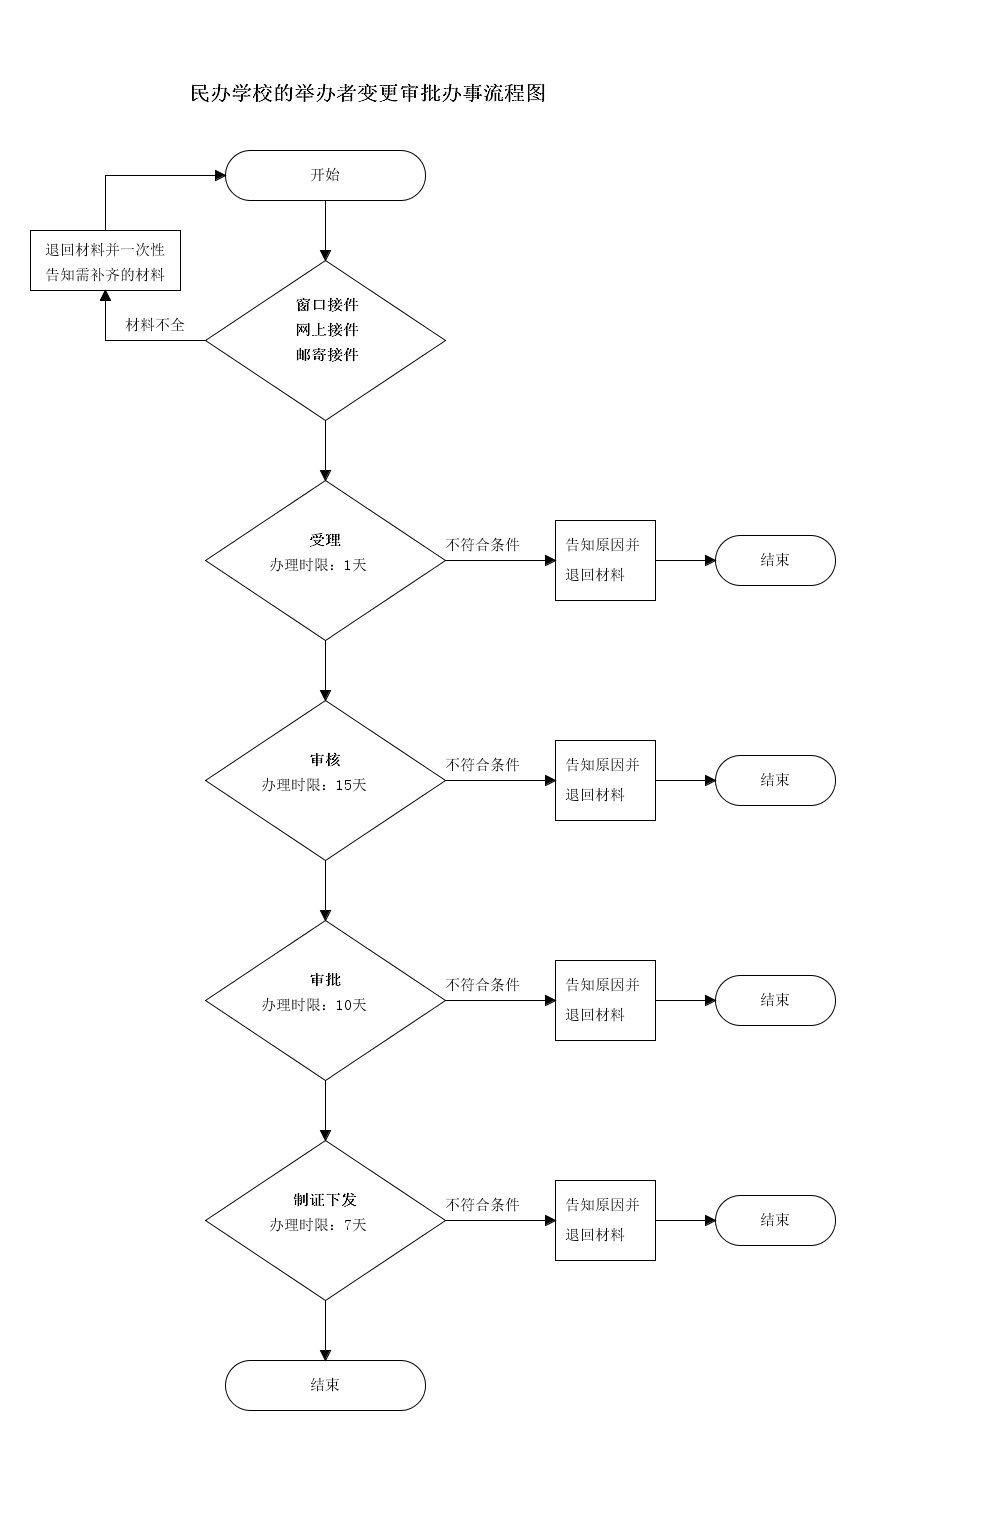 民办学校的举办者变更审批办事流程图
开始
退回材料并一次性
告知需补齐的材料
材料不全
窗口接件
网上接件
邮寄接件
受理
办理时限：1天
不符合条件
告知原因并
退回材料
结束
审核
办理时限：15天
不符合条件
告知原因并
退回材料
结束
审批
办理时限：10天
不符合条件
告知原因并
退回材料
结束
制证下发
办理时限：7天
不符合条件
告知原因并
退回材料
结束
结束